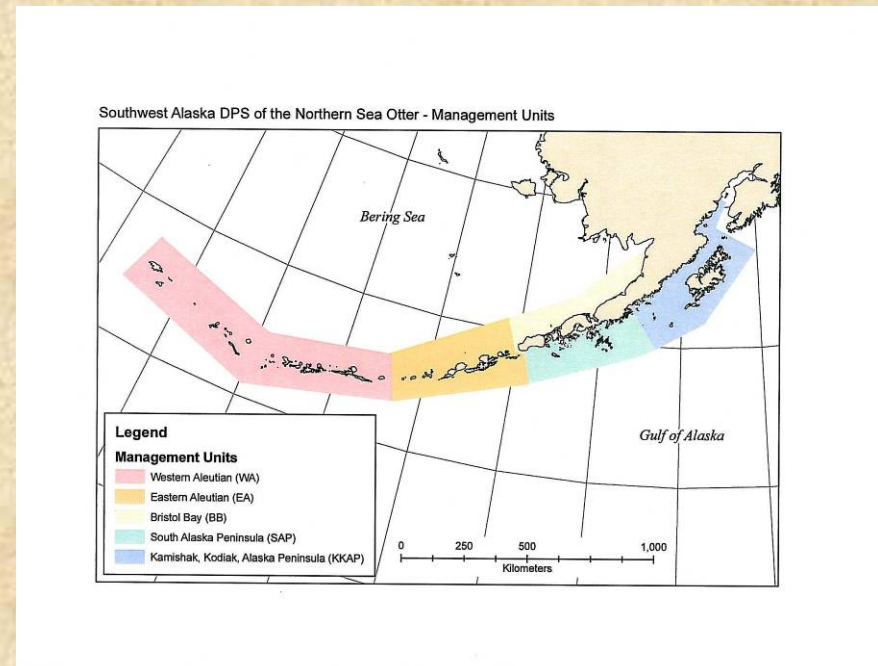 Southwest Alaska DPS of the Northern Sea Otter - Management Units
Bering Sea
Gulf of Alaska
Legend
Management Units
Western Aleutian (WA)
Eastern Aleutian (EA)
Bristol Bay (BB)
South Alaska Peninsula (SAP)
Kamishak, Kodiak, Alaska Peninsula (KKAP)
0 250 500 1,000
Kilometers